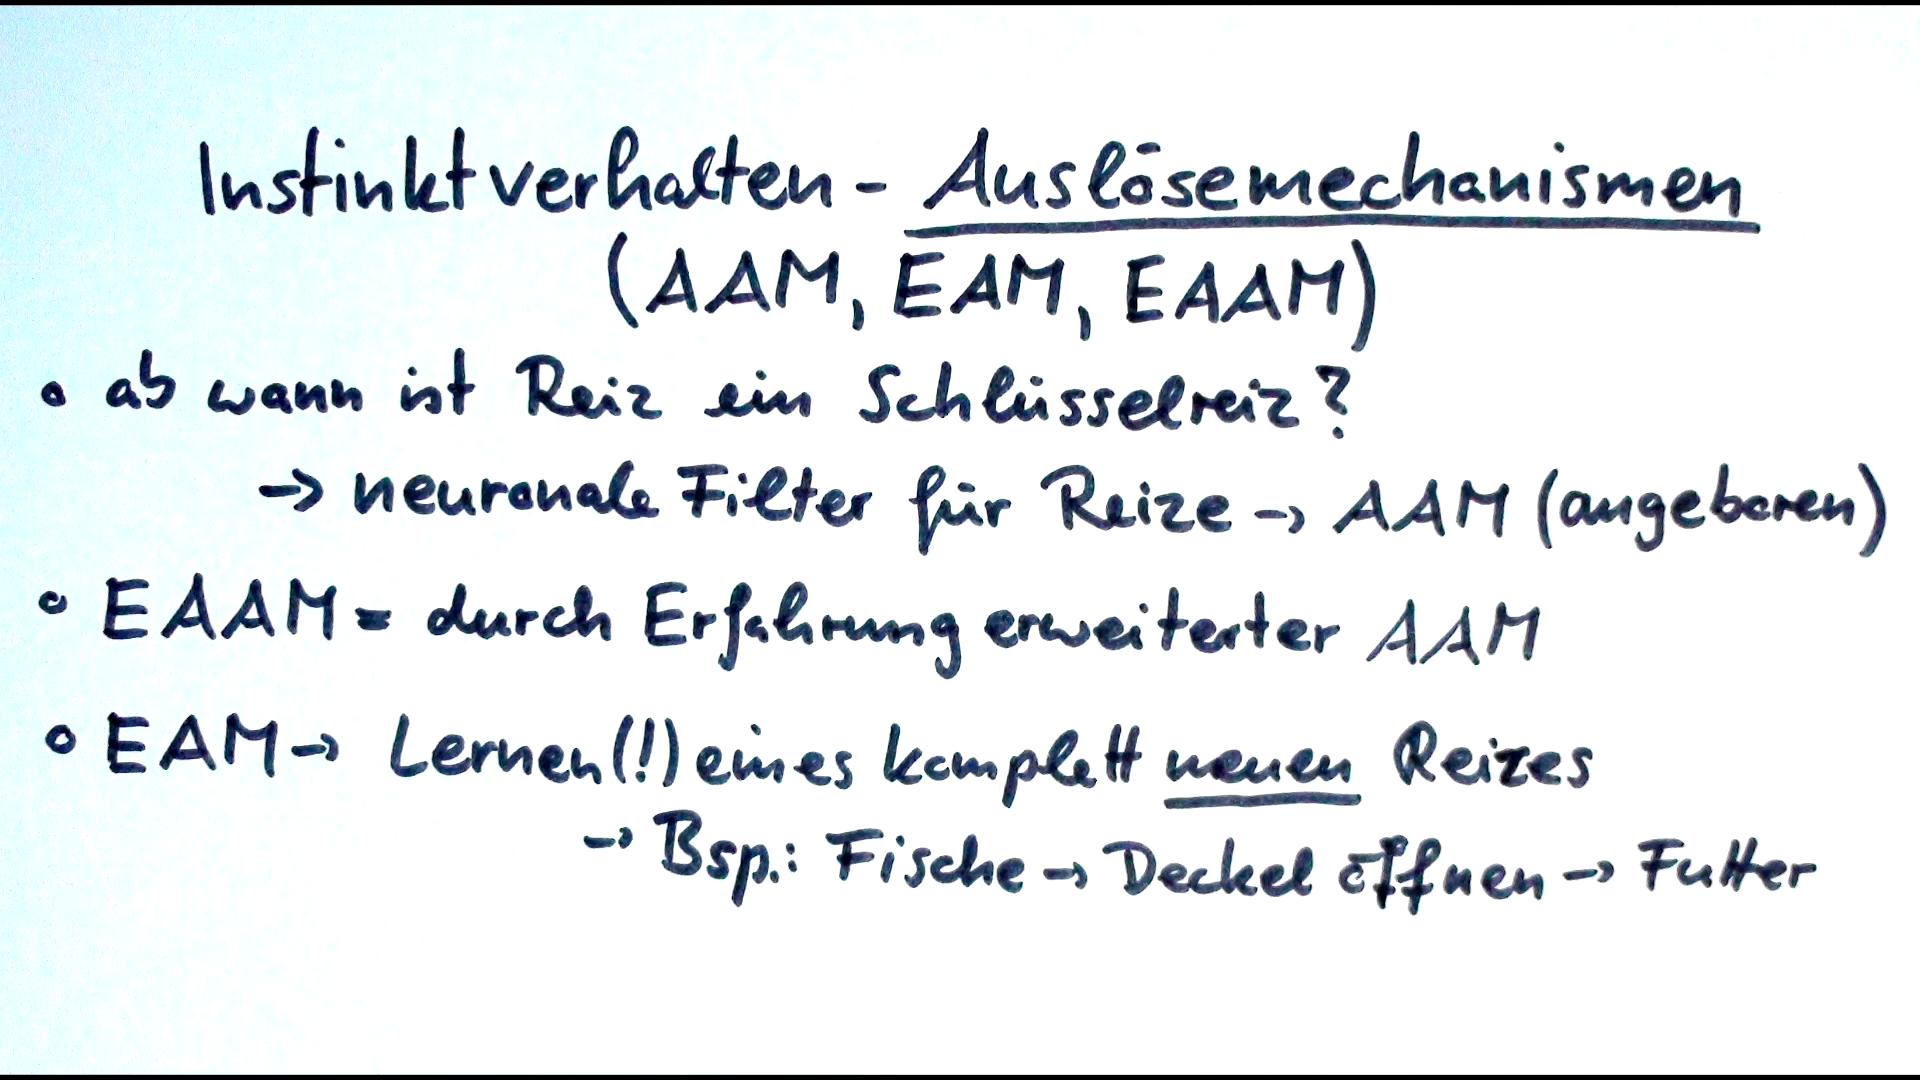 Instinktverhalten - Auslösemechanismen
(AAM, EAM, EAAM)
• ab wann ist Reiz ein Schlüsselreiz?
→ neuronale Filter für Reize → AAM (angeboren)
• EAAM = durch Erfahrung erweiterter AAM
• EAM → Lernen(!) eines komplett neuen Reizes
→ Bsp.: Fische → Deckel öffnen → Futter